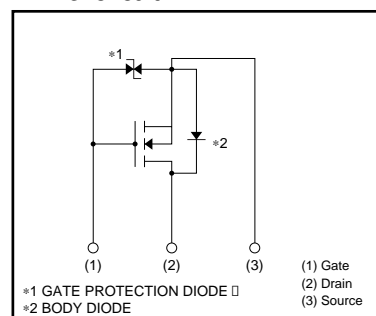 ∗1
∗2
(1) (2) (3)
∗1 GATE PROTECTION DIODE
∗2 BODY DIODE
(1) Gate
(2) Drain
(3) Source